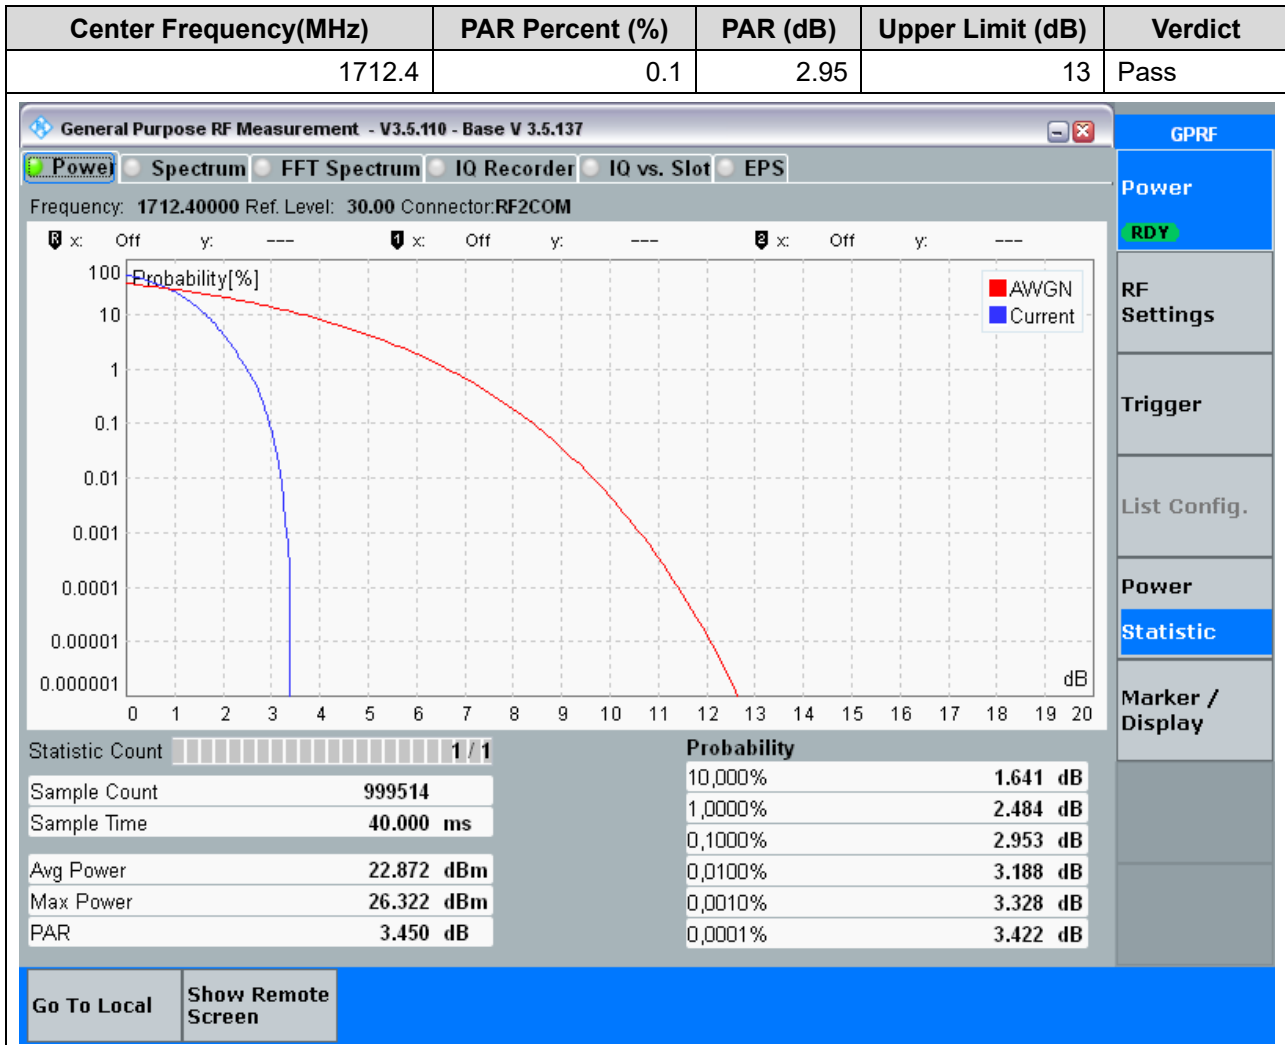 Center Frequency(MHz) PAR Percent (%) PAR (dB) Upper Limit (dB) Verdict
1712.4 0.1 2.95 13 Pass
General Purpose RF Measurement - V3.5.110 - Base V 3.5.137
GPRF
Power Spectrum FFT Spectrum IQ Recorder IQ vs. Slot EPS
Frequency: 1712.40000 Ref. Level: 30.00 Connector:RF2COM
R x: Off y: --- 1 x: Off y: --- 2 x: Off y: ---
Probability[%]
AWGN
Current
100
10
1
0.1
0.01
0.001
0.0001
0.00001
0.000001
dB
0 1 2 3 4 5 6 7 8 9 10 11 12 13 14 15 16 17 18 19 20
Statistic Count 1 / 1
Sample Count 999514
Sample Time 40.000 ms
Avg Power 22.872 dBm
Max Power 26.322 dBm
PAR 3.450 dB
Probability
10,000% 1.641 dB
1,0000% 2.484 dB
0,1000% 2.953 dB
0,0100% 3.188 dB
0,0010% 3.328 dB
0,0001% 3.422 dB
Power
RDY
RF
Settings
Trigger
List Config.
Power
Statistic
Marker /
Display
Go To Local
Show Remote
Screen